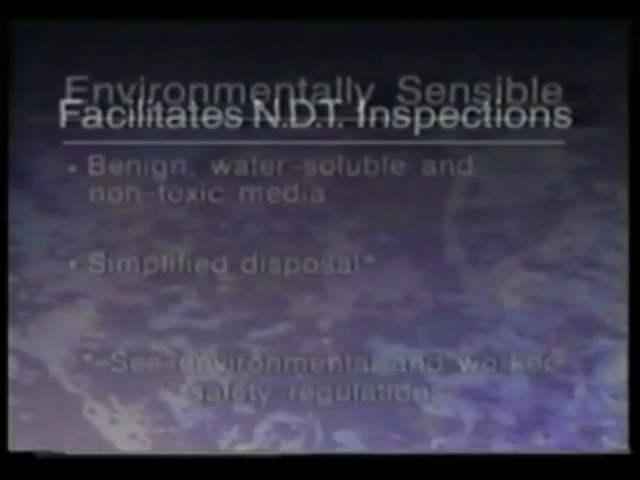 Environmentally Sensible
Facilitates N.D.T. Inspections
• Benign, water-soluble and
non-toxic media
• Simplified disposal*
*-See environmental and worker
safety regulations